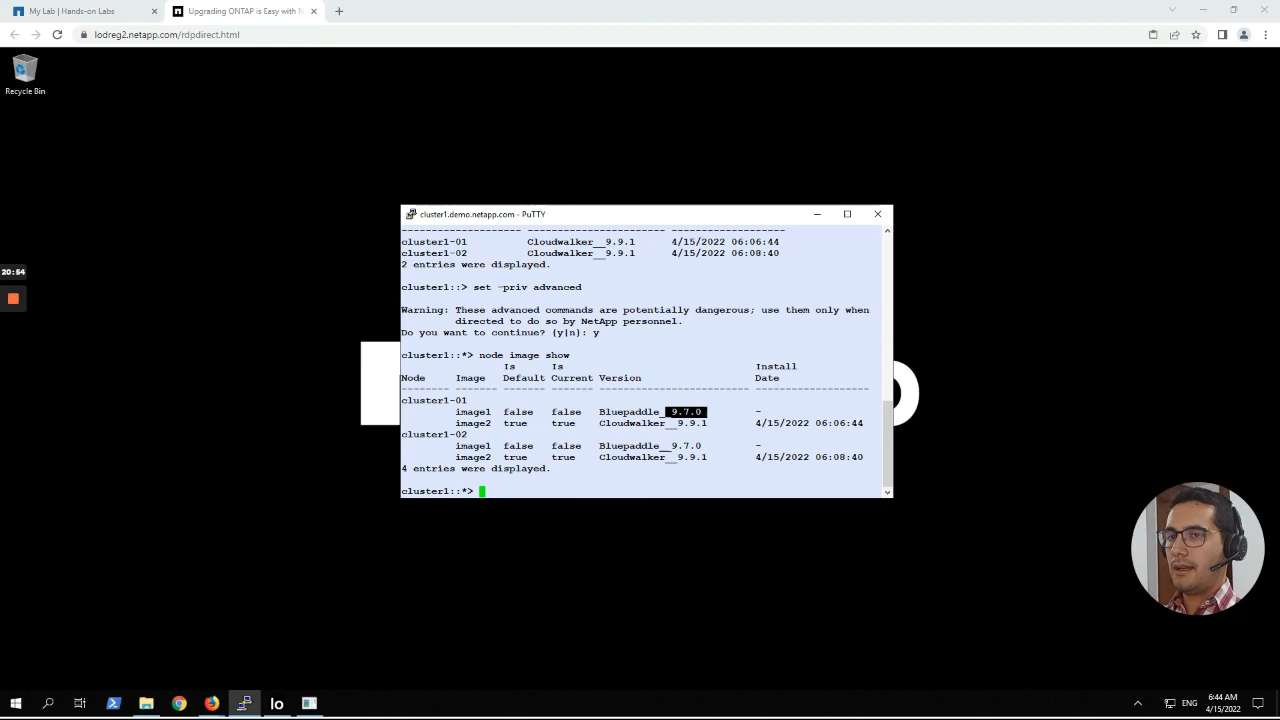 My Lab | Hands-on Labs
Upgrading ONTAP is Easy with N
lodreg2.netapp.com/rdpdirect.html
Recycle Bin
20:54
cluster1.demo.netapp.com - PuTTY
------------------- ------------------------ -------------------
cluster1-01 Cloudwalker__9.9.1 4/15/2022 06:06:44
cluster1-02 Cloudwalker__9.9.1 4/15/2022 06:08:40
2 entries were displayed.
cluster1::> set -priv advanced
Warning: These advanced commands are potentially dangerous; use them only when
directed to do so by NetApp personnel.
Do you want to continue? {y|n}: y
cluster1::*> node image show
Is Is Install
Node Image Default Current Version Date
-------- ------- ------- ------- ------------------------- -------------------
cluster1-01
image1 false false Bluepaddle__9.7.0 -
image2 true true Cloudwalker__9.9.1 4/15/2022 06:06:44
cluster1-02
image1 false false Bluepaddle__9.7.0 -
image2 true true Cloudwalker__9.9.1 4/15/2022 06:08:40
4 entries were displayed.
cluster1::*>
lo
ENG
6:44 AM
4/15/2022